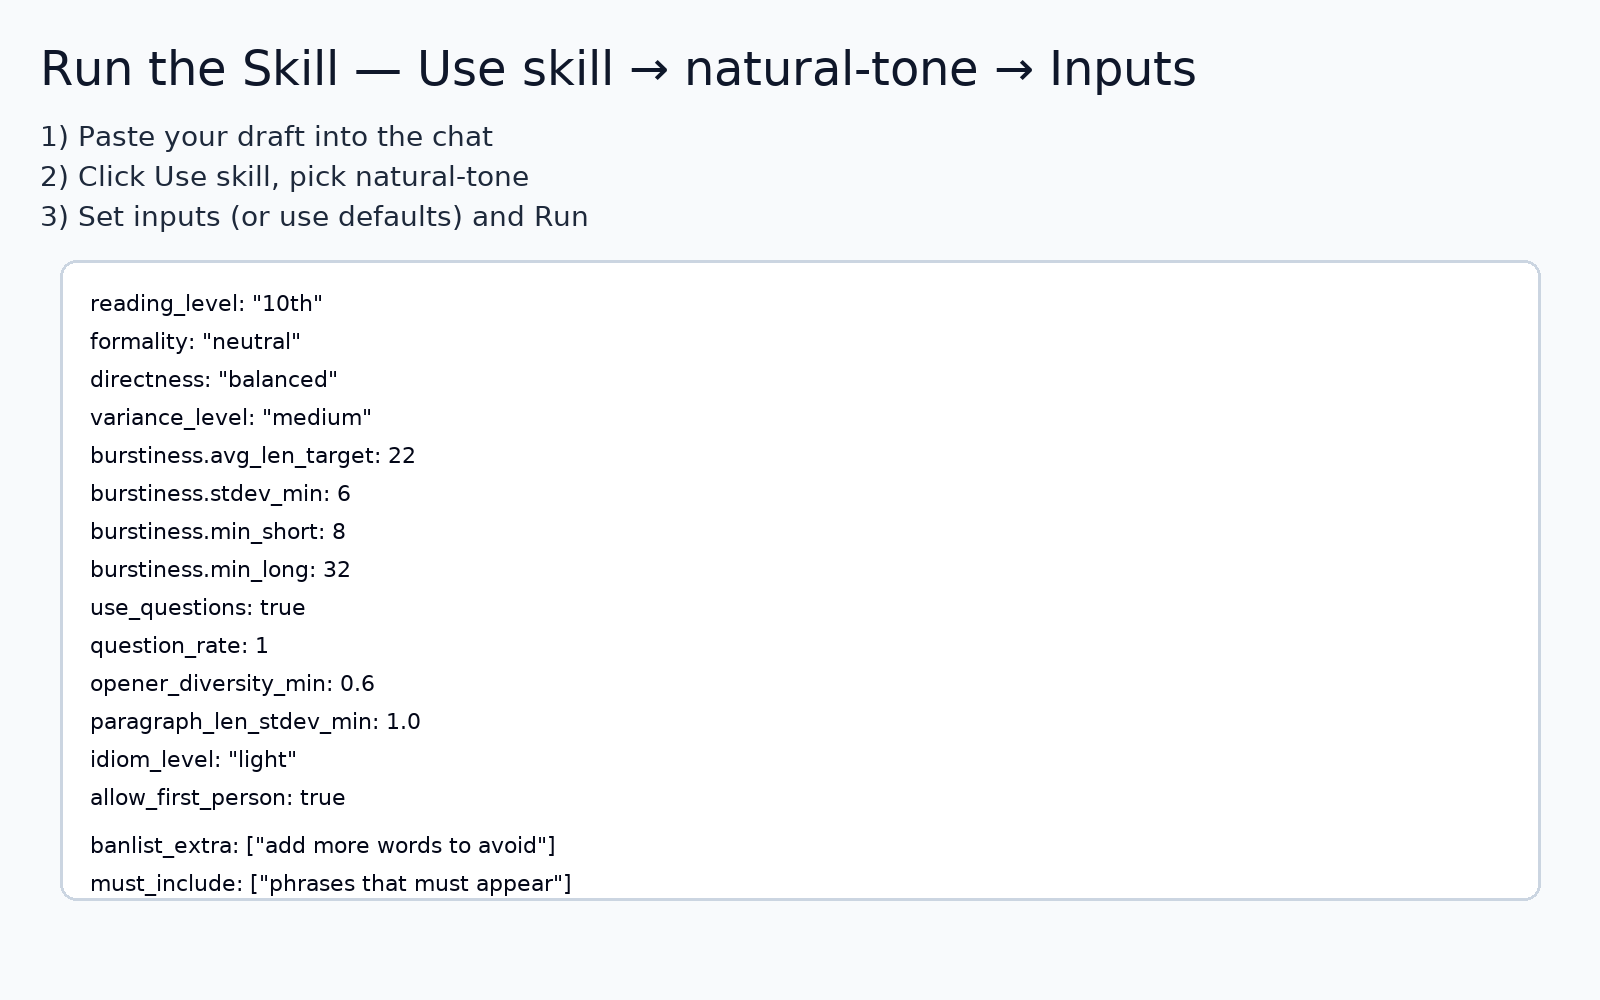 Run the Skill — Use skill → natural-tone → Inputs
1) Paste your draft into the chat
2) Click Use skill, pick natural-tone
3) Set inputs (or use defaults) and Run
reading_level: "10th"
formality: "neutral"
directness: "balanced"
variance_level: "medium"
burstiness.avg_len_target: 22
burstiness.stdev_min: 6
burstiness.min_short: 8
burstiness.min_long: 32
use_questions: true
question_rate: 1
opener_diversity_min: 0.6
paragraph_len_stdev_min: 1.0
idiom_level: "light"
allow_first_person: true
banlist_extra: ["add more words to avoid"]
must_include: ["phrases that must appear"]